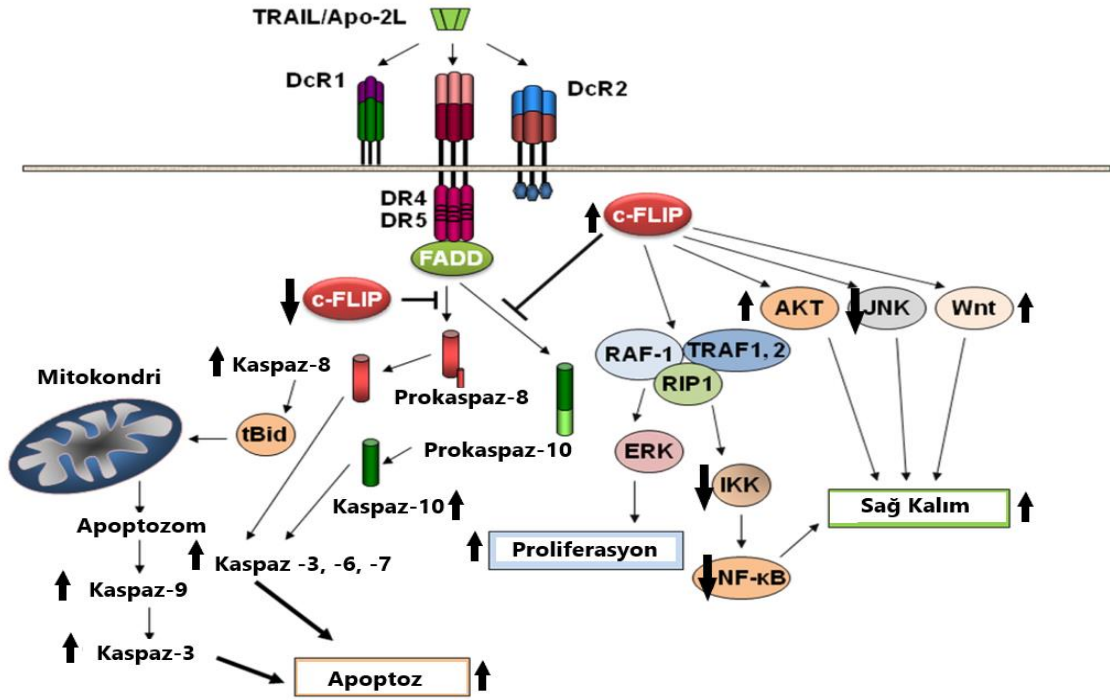 TRAIL/Apo-2L
DcR1
DcR2
DR4
DR5
FADD
c-FLIP
c-FLIP
AKT
JNK
Wnt
RAF-1
TRAF1, 2
RIP1
Kaspaz-8
Prokaspaz-8
Mitokondri
tBid
Prokaspaz-10
ERK
IKK
Kaspaz-10
Sağ Kalım
Apoptozom
Kaspaz -3, -6, -7
Proliferasyon
NF-κB
Kaspaz-9
Kaspaz-3
Apoptoz